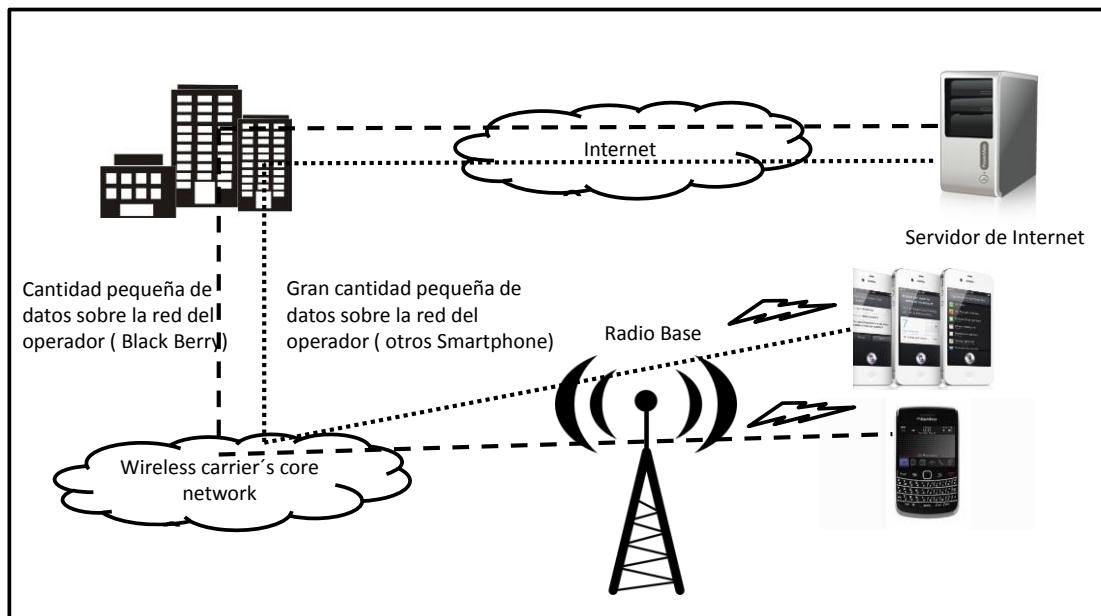 Internet
Servidor de Internet
Cantidad pequeña de
datos sobre la red del
operador ( Black Berry)
Gran cantidad pequeña de
datos sobre la red del
operador ( otros Smartphone)
Radio Base
Wireless carrier´s core
network